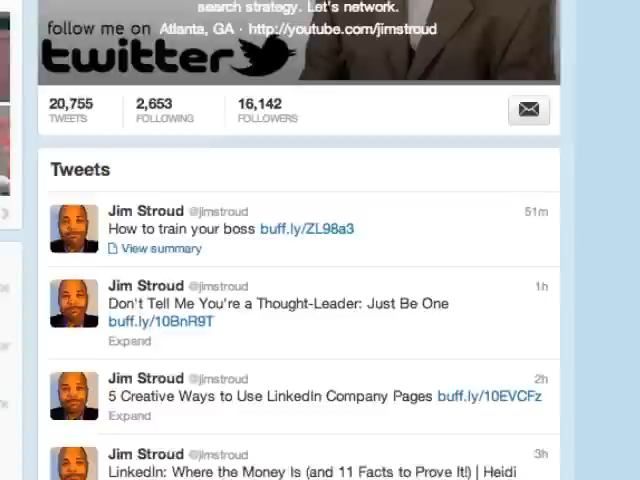 search strategy. Let's network.
follow me on
Atlanta, GA · http://youtube.com/jimstroud
twitter
20,755
2,653
16,142
TWEETS
FOLLOWING
FOLLOWERS
Tweets
Jim Stroud @jimstroud 51m
How to train your boss buff.ly/ZL98a3
View summary
Jim Stroud @jimstroud 1h
Don't Tell Me You're a Thought-Leader: Just Be One
buff.ly/10BnR9T
Expand
Jim Stroud @jimstroud 2h
5 Creative Ways to Use LinkedIn Company Pages buff.ly/10EVCFz
Expand
Jim Stroud @jimstroud 3h
LinkedIn: Where the Money Is (and 11 Facts to Prove It!) | Heidi